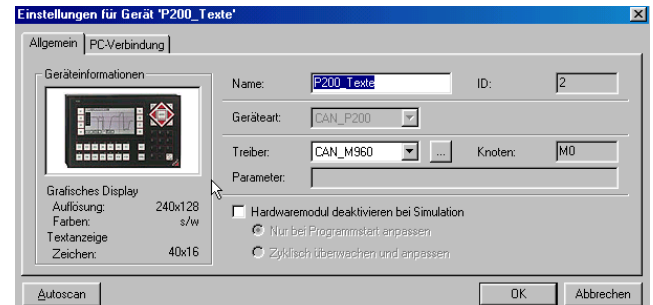 Einstellungen für Gerät 'P200_Texte'
Allgemein PC-Verbindung
Geräteinformationen
Name: P200_Texte ID: 2
Geräteart: CAN_P200
Treiber: CAN_M960 ... Knoten: M0
Parameter:
Grafisches Display
Auflösung: 240x128
Farben: s/w
Textanzeige
Zeichen: 40x16
Hardwaremodul deaktivieren bei Simulation
Nur bei Programmstart anpassen
Zyklisch überwachen und anpassen
Autoscan OK Abbrechen